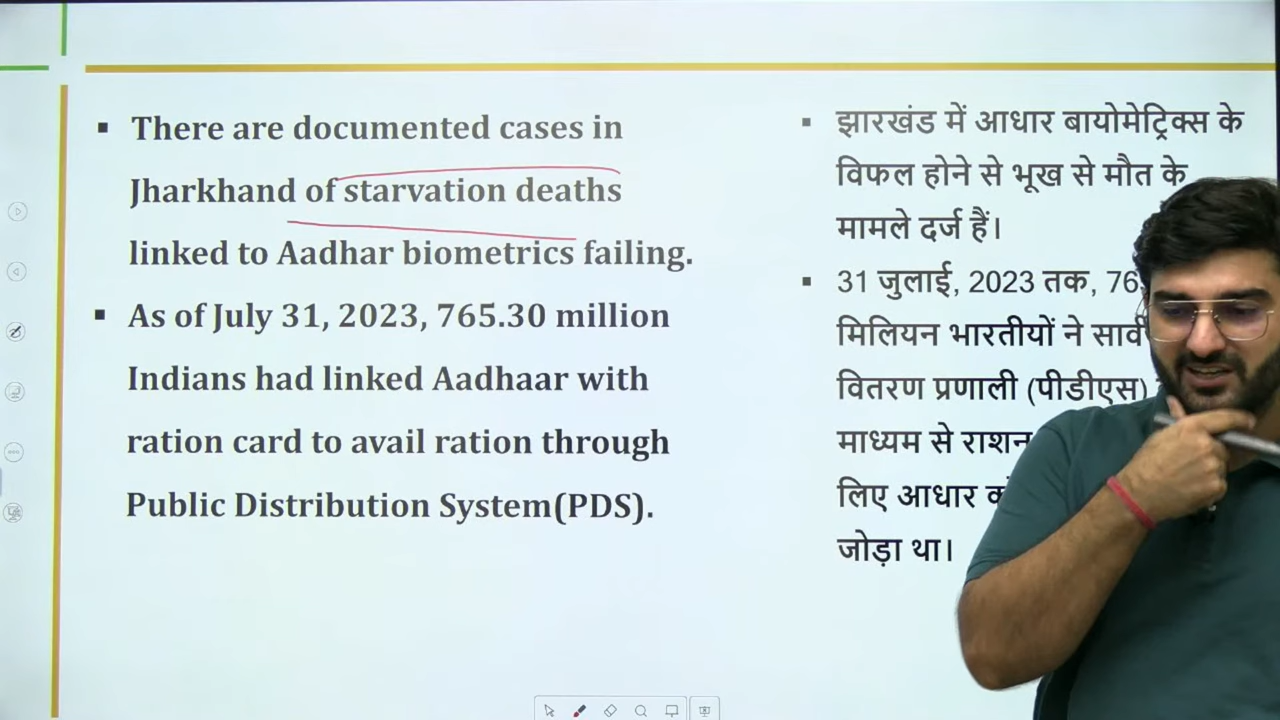 There are documented cases in
Jharkhand of starvation deaths
linked to Aadhar biometrics failing.
As of July 31, 2023, 765.30 million
Indians had linked Aadhaar with
ration card to avail ration through
Public Distribution System(PDS).
झारखंड में आधार बायोमेट्रिक्स के
विफल होने से भूख से मौत के
मामले दर्ज हैं।
31 जुलाई, 2023 तक, 76
मिलियन भारतीयों ने
वितरण प्रणाली (पीडीएस)
माध्यम से राशन
लिए आधार
जोड़ा था।